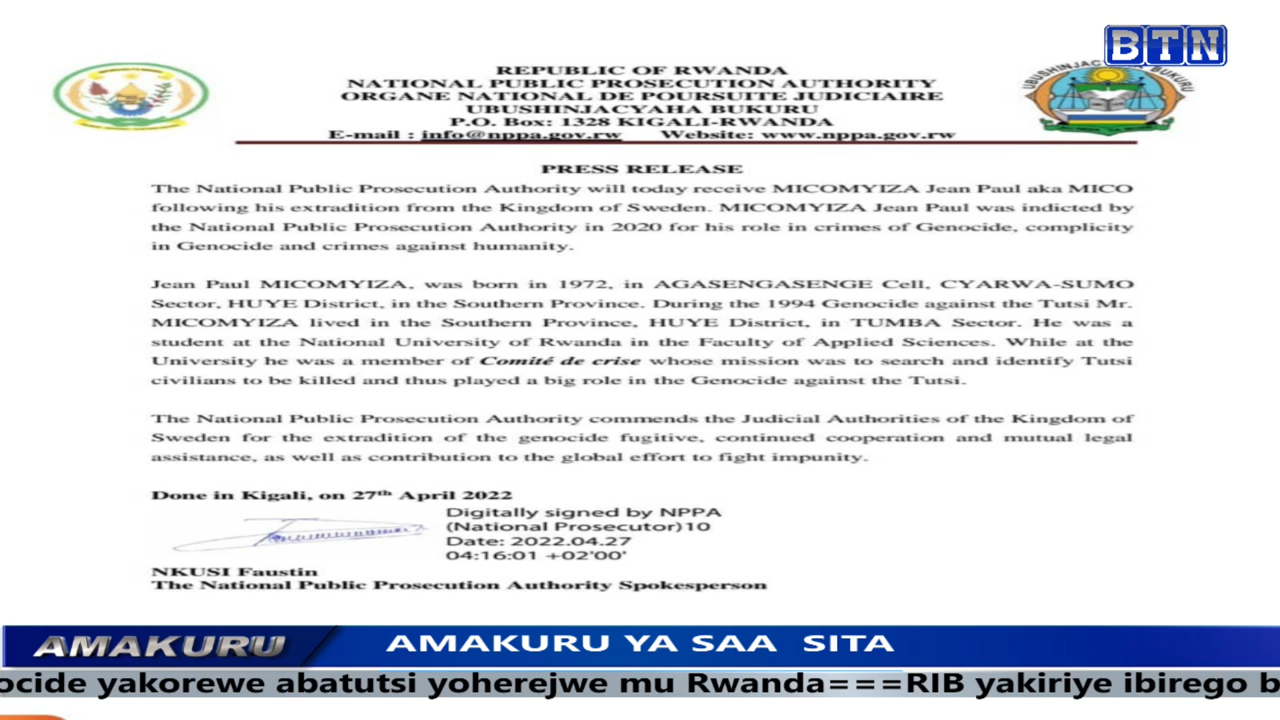 BTN
REPUBLIC OF RWANDA
NATIONAL PUBLIC PROSECUTION AUTHORITY
ORGANE NATIONAL DE POURSUITE JUDICIAIRE
UBUSHINJACYAHA BUKURU
P.O. Box: 1328 KIGALI-RWANDA
E-mail : info@nppa.gov.rw Website: www.nppa.gov.rw
PRESS RELEASE
The National Public Prosecution Authority will today receive MICOMYIZA Jean Paul aka MICO
following his extradition from the Kingdom of Sweden. MICOMYIZA Jean Paul was indicted by
the National Public Prosecution Authority in 2020 for his role in crimes of Genocide, complicity
in Genocide and crimes against humanity.
Jean Paul MICOMYIZA, was born in 1972, in AGASENGASENGE Cell, CYARWA-SUMO
Sector, HUYE District, in the Southern Province. During the 1994 Genocide against the Tutsi Mr.
MICOMYIZA lived in the Southern Province, HUYE District, in TUMBA Sector. He was a
student at the National University of Rwanda in the Faculty of Applied Sciences. While at the
University he was a member of Comité de crise whose mission was to search and identify Tutsi
civilians to be killed and thus played a big role in the Genocide against the Tutsi.
The National Public Prosecution Authority commends the Judicial Authorities of the Kingdom of
Sweden for the extradition of the genocide fugitive, continued cooperation and mutual legal
assistance, as well as contribution to the global effort to fight impunity.
Done in Kigali, on 27th April 2022
Digitally signed by NPPA
(National Prosecutor)10
Date: 2022.04.27
04:16:01 +02'00'
NKUSI Faustin
The National Public Prosecution Authority Spokesperson
AMAKURU
AMAKURU YA SAA SITA
ocide yakorewe abatutsi yoherejwe mu Rwanda===RIB yakiriye ibirego b